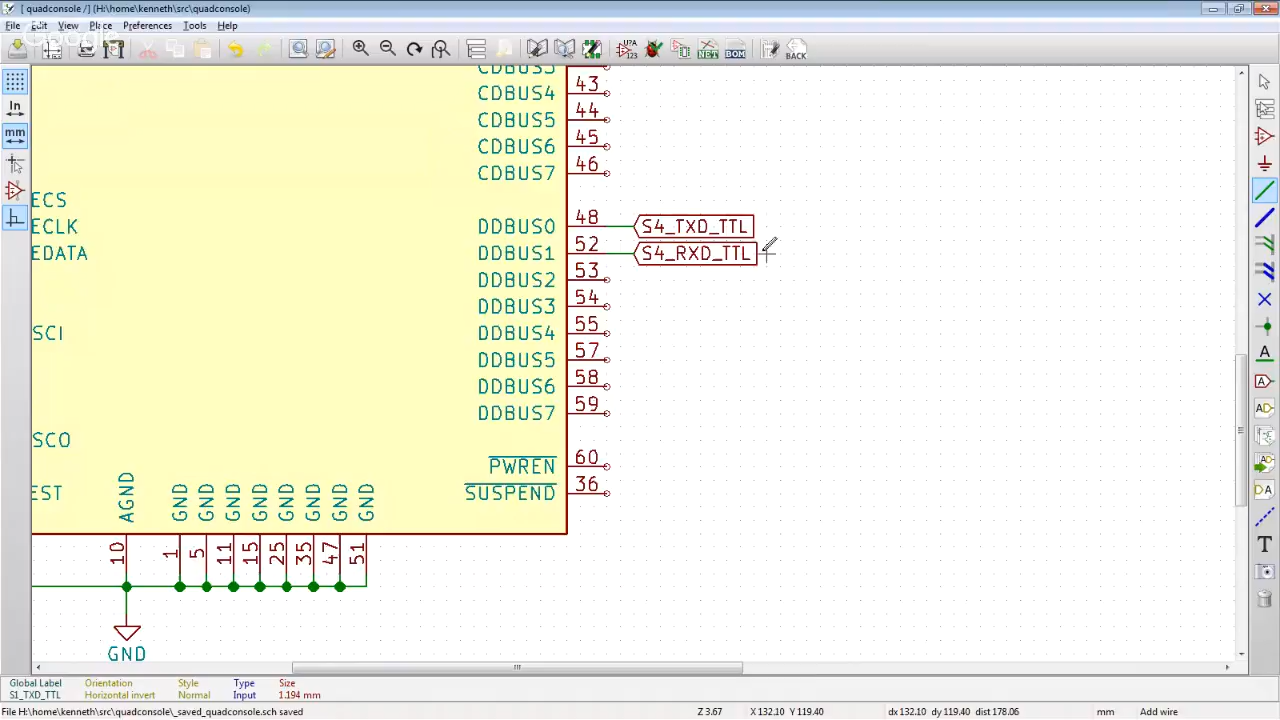 [ quadconsole /] (H:\home\kenneth\src\quadconsole)
File Edit View Place Preferences Tools Help
Google
BACK
In
mm
CDBUS3
CDBUS4 43
CDBUS5 44
CDBUS6 45
CDBUS7 46
ECS
ECLK
EDATA
DDBUS0 48 S4_TXD_TTL
DDBUS1 52 S4_RXD_TTL
DDBUS2 53
DDBUS3 54
SCI
DDBUS4 55
DDBUS5 57
DDBUS6 58
DDBUS7 59
SCO
PWREN 60
EST
SUSPEND 36
AGND GND GND GND GND GND GND GND GND
10 1 5 11 15 25 35 47 51
GND
Global Label Orientation Style Type Size
S1_TXD_TTL Horizontal invert Normal Input 1.194 mm
File H:\home\kenneth\src\quadconsole\_saved_quadconsole.sch saved Z 3.67 X 132.10 Y 119.40 dx 132.10 dy 119.40 dist 178.06 mm Add wire